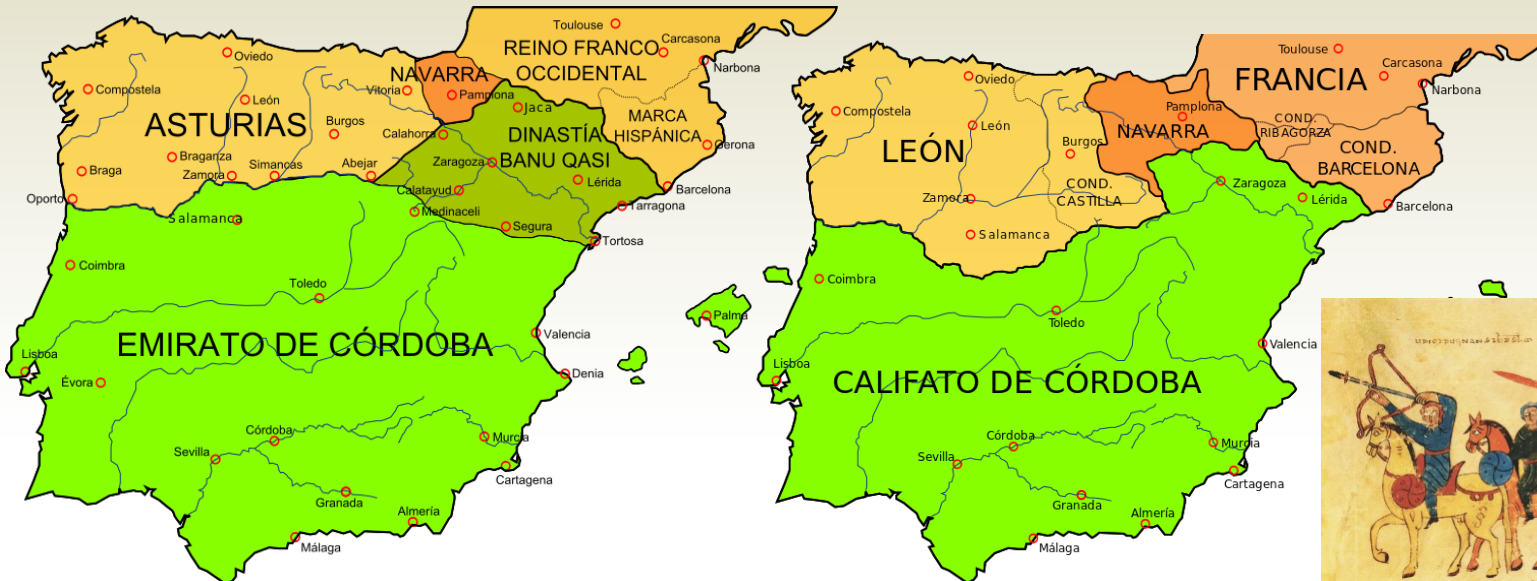 Toulouse
REINO FRANCO
OCCIDENTAL
Carcasona
Narbona
Oviedo
NAVARRA
Compostela
Vitoria
Pamplona
León
Jaca
MARCA
HISPÁNICA
ASTURIAS
Burgos
Calahorra
DINASTÍA
BANU QASI
Gerona
Braganza
Simancas
Abejar
Zaragoza
Braga
Zamora
Lérida
Calatayud
Barcelona
Oporto
Medinaceli
Tarragona
Salamanca
Segura
Tortosa
Coimbra
Toledo
Palma
EMIRATO DE CÓRDOBA
Valencia
Lisboa
Évora
Denia
Córdoba
Murcia
Sevilla
Cartagena
Granada
Almería
Málaga
Toulouse
Carcasona
FRANCIA
Narbona
Oviedo
Compostela
Pamplona
León
NAVARRA
COND.
RIBAGORZA
LEÓN
Burgos
COND.
BARCELONA
COND.
CASTILLA
Zaragoza
Zamora
Lérida
Barcelona
Salamanca
Coimbra
Toledo
Valencia
Lisboa
CALIFATO DE CÓRDOBA
Córdoba
Murcia
Sevilla
Cartagena
Granada
Almería
Málaga